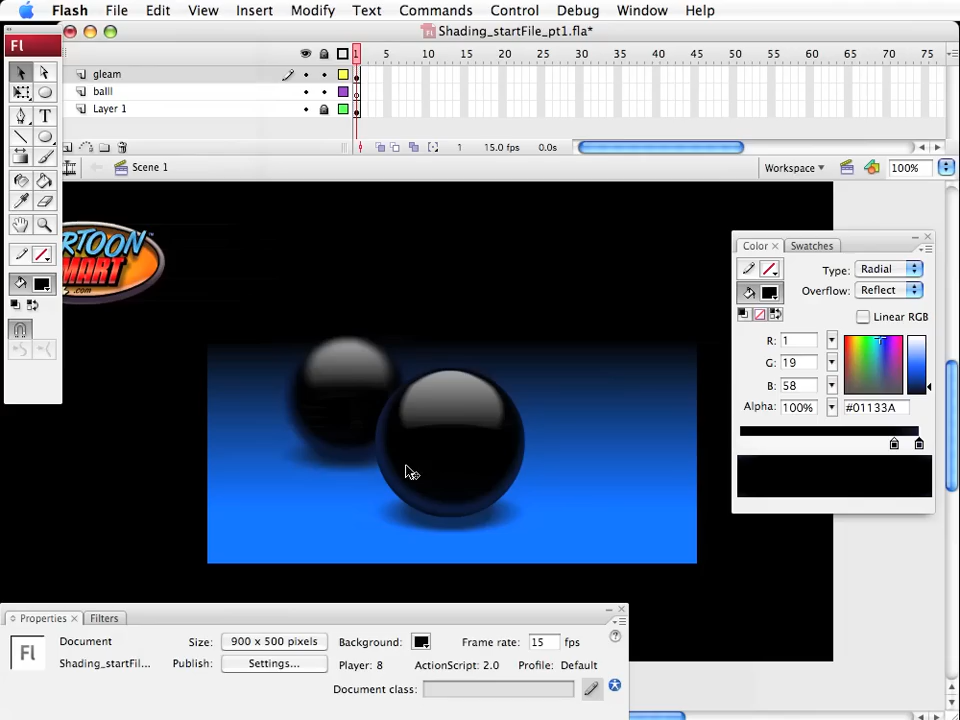 Flash File Edit View Insert Modify Text Commands Control Debug Window Help
Shading_startFile_pt1.fla*
Fl
1 5 10 15 20 25 30 35 40 45 50 55 60 65 70 75
gleam
balll
Layer 1
1 15.0 fps 0.0s
Scene 1
Workspace
100%
T
CARTOON
SMART
.com
Color × Swatches
Type: Radial
Overflow: Reflect
Linear RGB
R: 1
G: 19
B: 58
Alpha: 100% #01133A
Properties × Filters
Fl
Document
Shading_startFil...
Size: 900 x 500 pixels
Publish: Settings...
Background:
Frame rate: 15 fps
Player: 8 ActionScript: 2.0 Profile: Default
Document class: